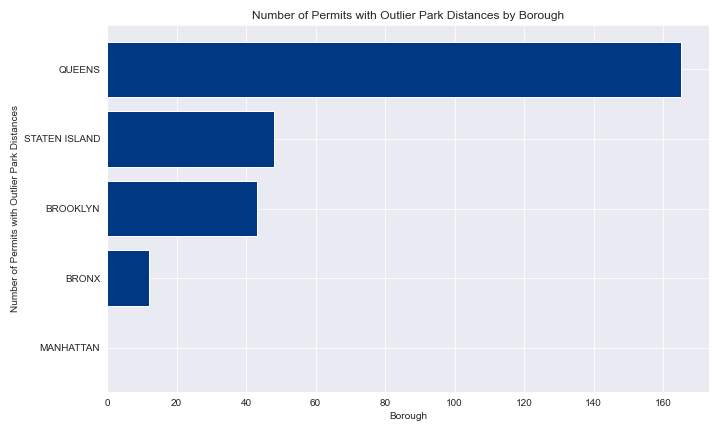 Number of Permits with Outlier Park Distances by Borough
Number of Permits with Outlier Park Distances
QUEENS
STATEN ISLAND
BROOKLYN
BRONX
MANHATTAN
0 20 40 60 80 100 120 140 160
Borough